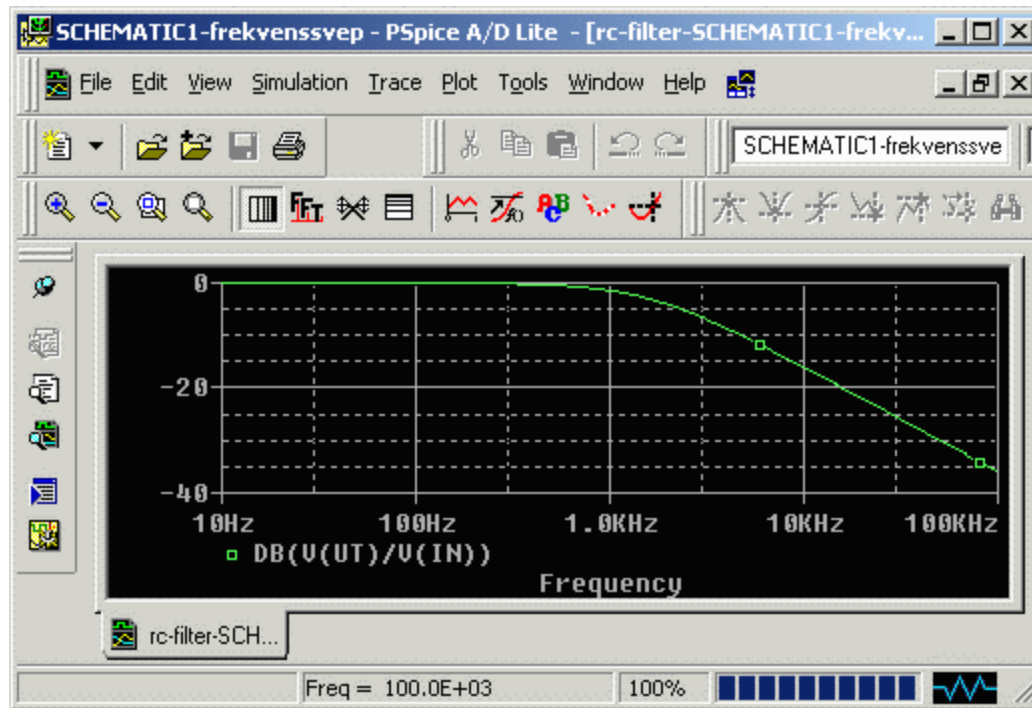 SCHEMATIC1-frekvenssvep - PSpice A/D Lite - [rc-filter-SCHEMATIC1-frekv...
File Edit View Simulation Trace Plot Tools Window Help
SCHEMATIC1-frekvenssve
FFT ABC
0
-20
-40
10Hz 100Hz 1.0KHz 10KHz 100KHz
DB(V(UT)/V(IN))
Frequency
rc-filter-SCH...
Freq = 100.0E+03 100%